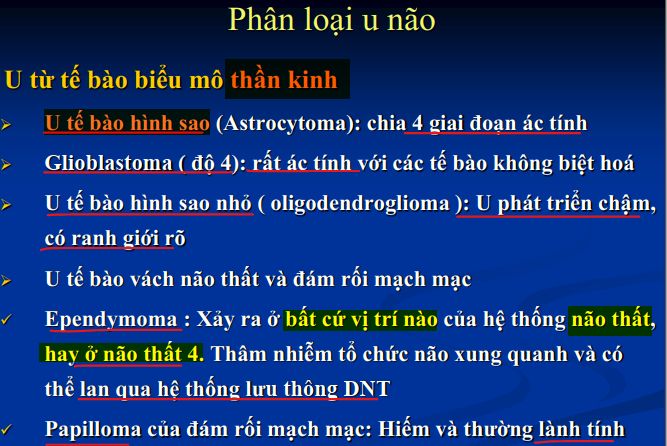 Phân loại u não
U từ tế bào biểu mô thần kinh
U tế bào hình sao (Astrocytoma): chia 4 giai đoạn ác tính
Glioblastoma ( độ 4): rất ác tính với các tế bào không biệt hoá
U tế bào hình sao nhỏ ( oligodendroglioma ): U phát triển chậm,
có ranh giới rõ
U tế bào vách não thất và đám rối mạch mạc
Ependymoma : Xảy ra ở bất cứ vị trí nào của hệ thống não thất,
hay ở não thất 4. Thâm nhiễm tổ chức não xung quanh và có
thể lan qua hệ thống lưu thông DNT
Papilloma của đám rối mạch mạc: Hiếm và thường lành tính